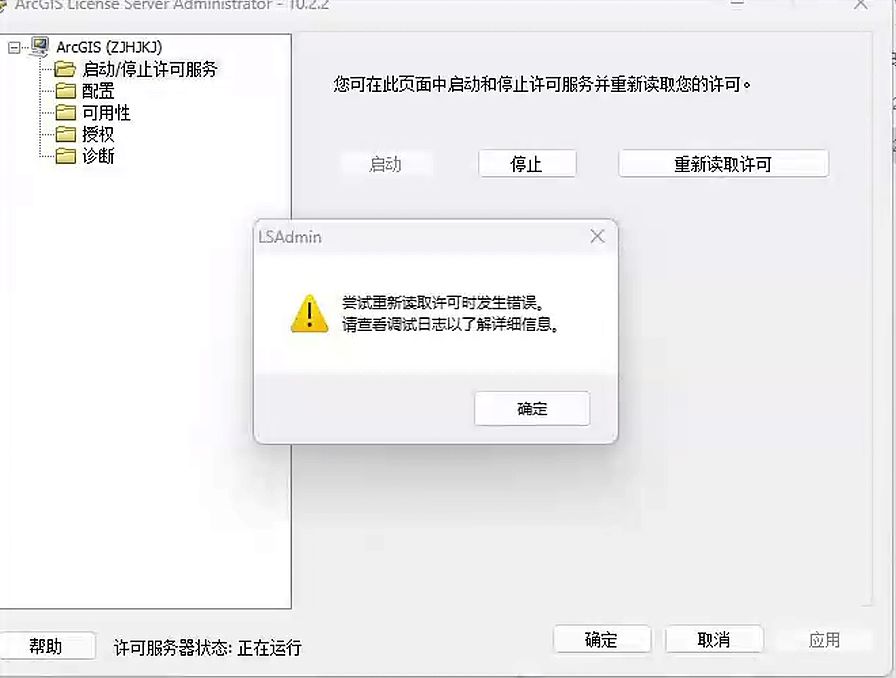 ArcGIS License Server Administrator - 10.2.2
ArcGIS (ZJHJKJ)
启动/停止许可服务
配置
可用性
授权
诊断
您可在此页面中启动和停止许可服务并重新读取您的许可。
启动
停止
重新读取许可
LSAdmin
尝试重新读取许可时发生错误。
请查看调试日志以了解详细信息。
确定
帮助
许可服务器状态: 正在运行
确定
取消
应用